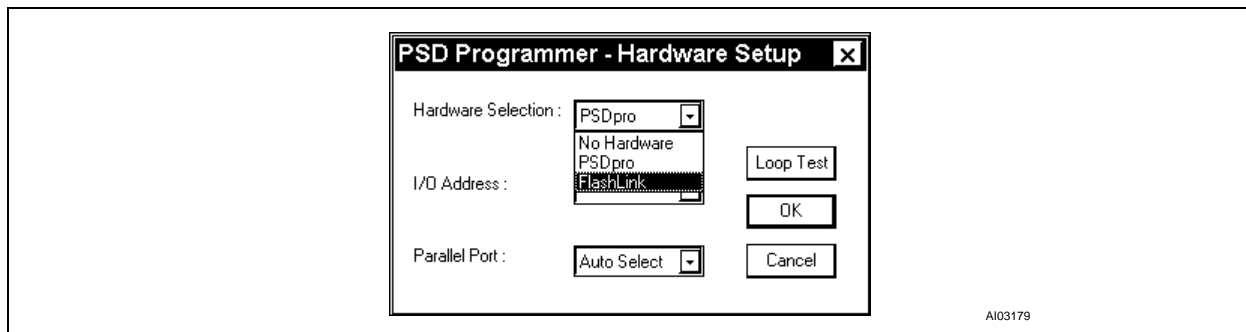 PSD Programmer - Hardware Setup
Hardware Selection :
PSDpro
No Hardware
PSDpro
FlashLink
I/O Address :
Loop Test
OK
Parallel Port :
Auto Select
Cancel
AI03179